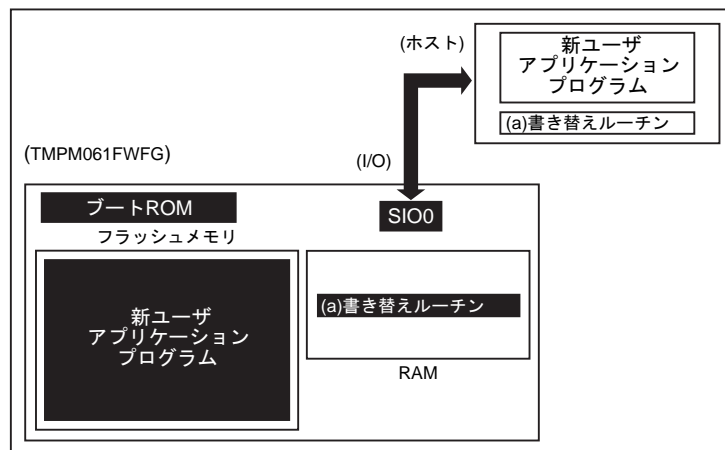 (ホスト)
新ユーザ
アプリケーション
プログラム
(a)書き替えルーチン
(TMPM061FWFG)
(I/O)
ブートROM
SIO0
フラッシュメモリ
新ユーザ
アプリケーション
プログラム
(a)書き替えルーチン
RAM